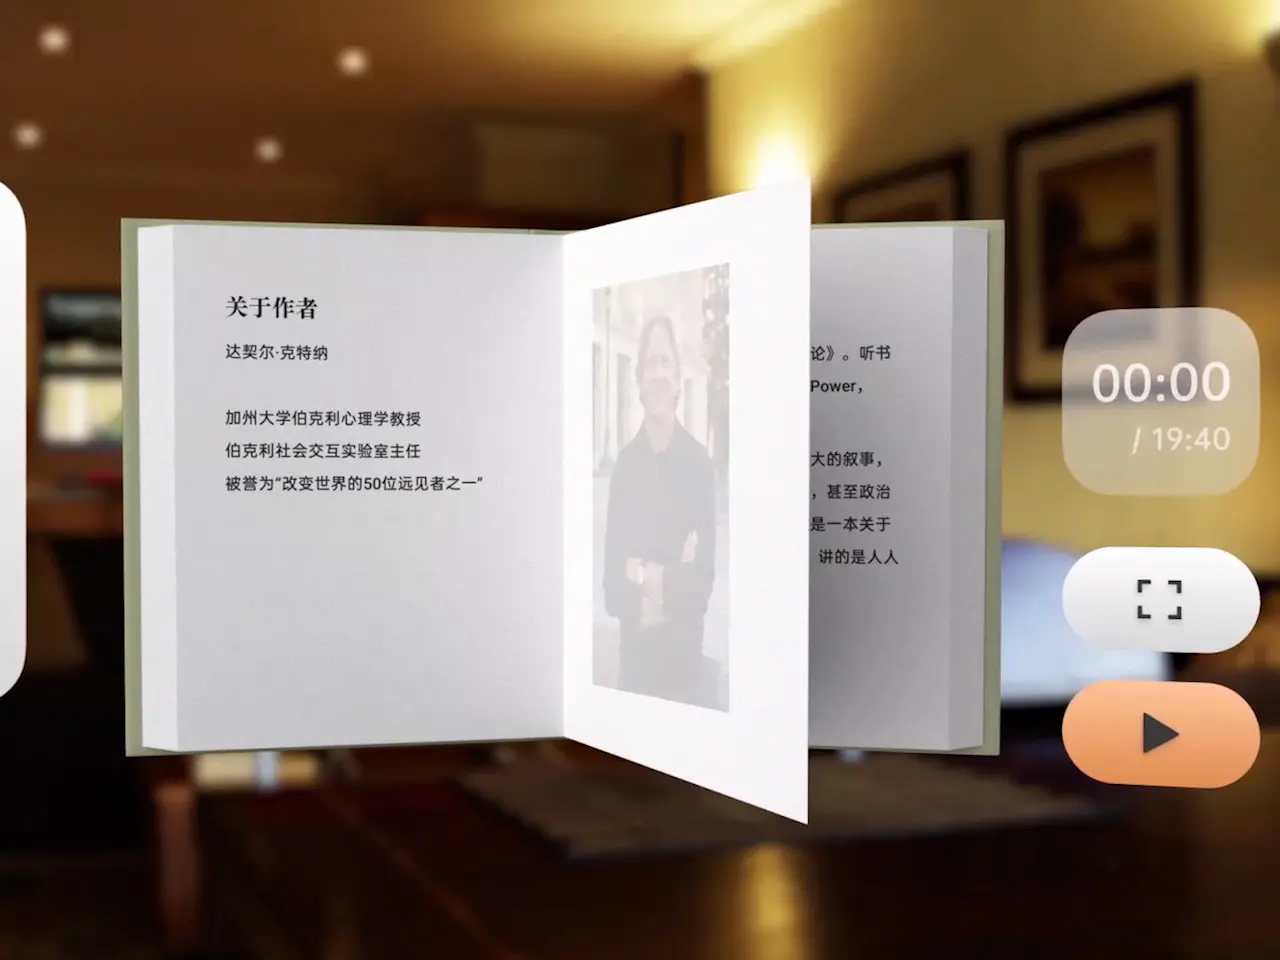 关于作者
达契尔·克特纳
加州大学伯克利心理学教授
伯克利社会交互实验室主任
被誉为“改变世界的50位远见者之一”
论》。听书
Power，
大的叙事，
，甚至政治
是一本关于
讲的是人人
00:00
/ 19:40